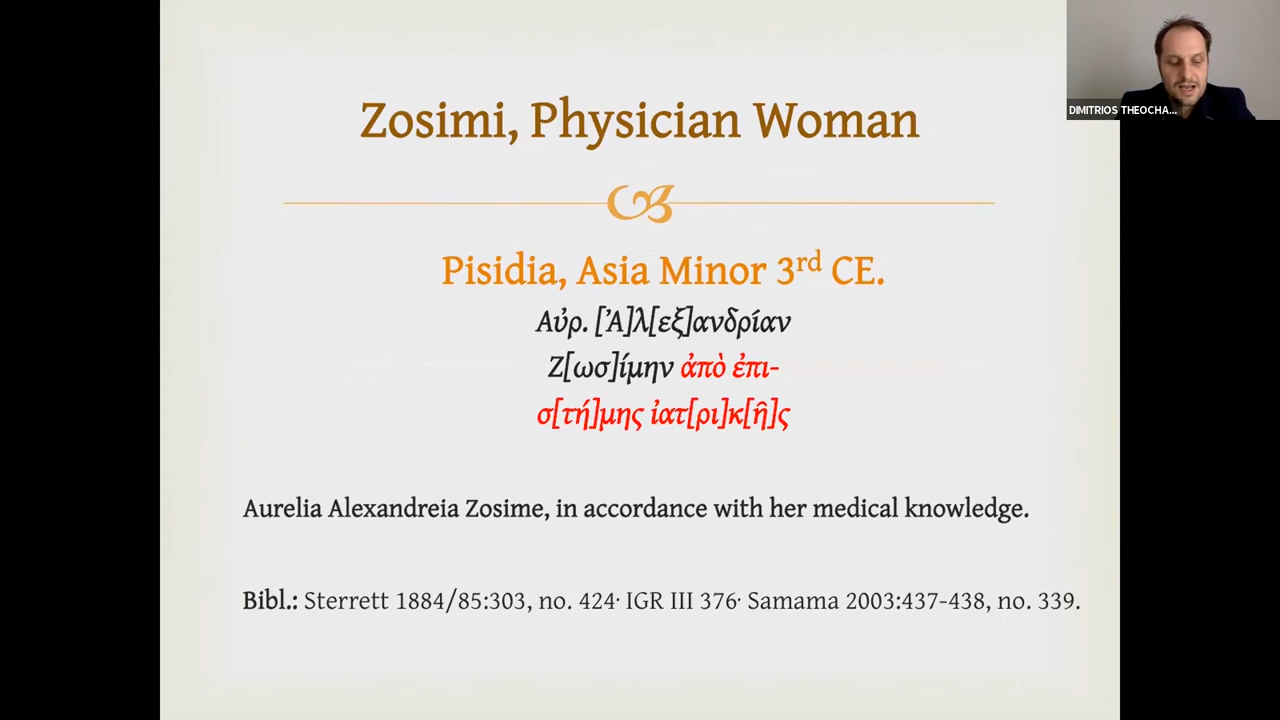 Zosimi, Physician Woman
Pisidia, Asia Minor 3rd CE.
Αὐρ. [Ἀ]λ[εξ]ανδρίαν
Ζ[ωσ]ίμην ἀπὸ ἐπι-
σ[τή]μης ἰατ[ρι]κ[ῆ]ς
Aurelia Alexandreia Zosime, in accordance with her medical knowledge.
Bibl.: Sterrett 1884/85:303, no. 424· IGR III 376· Samama 2003:437-438, no. 339.
DIMITRIOS THEOCHA...